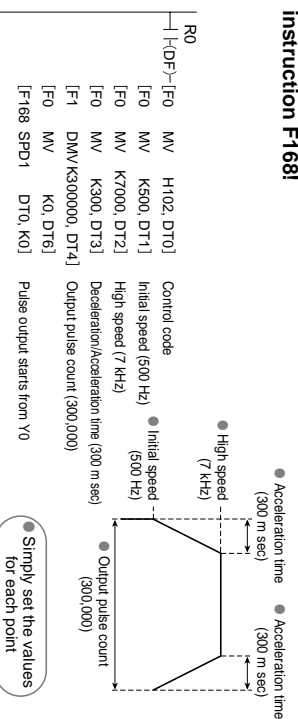 instruction F168!
R0
(DF)
[F0 MV H102, DT0] Control code
[F0 MV K500, DT1] Initial speed (500 Hz)
[F0 MV K7000, DT2] High speed (7 kHz)
[F0 MV K300, DT3] Deceleration/Acceleration time (300 m sec)
[F1 DMV K300000, DT4] Output pulse count (300,000)
[F0 MV K0, DT6]
[F168 SPD1 DT0, K0] Pulse output starts from Y0
● Acceleration time
(300 m sec)
● Acceleration time
(300 m sec)
● High speed
(7 kHz)
● Initial speed
(500 Hz)
● Output pulse count
(300,000)
● Simply set the values
for each point